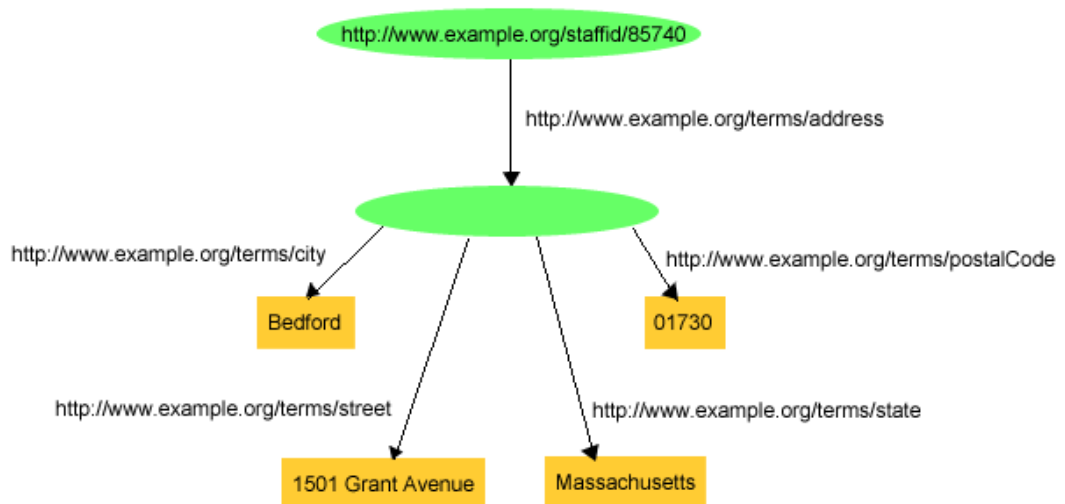 http://www.example.org/staffid/85740
http://www.example.org/terms/address
http://www.example.org/terms/city
http://www.example.org/terms/postalCode
Bedford
01730
http://www.example.org/terms/street
http://www.example.org/terms/state
1501 Grant Avenue
Massachusetts